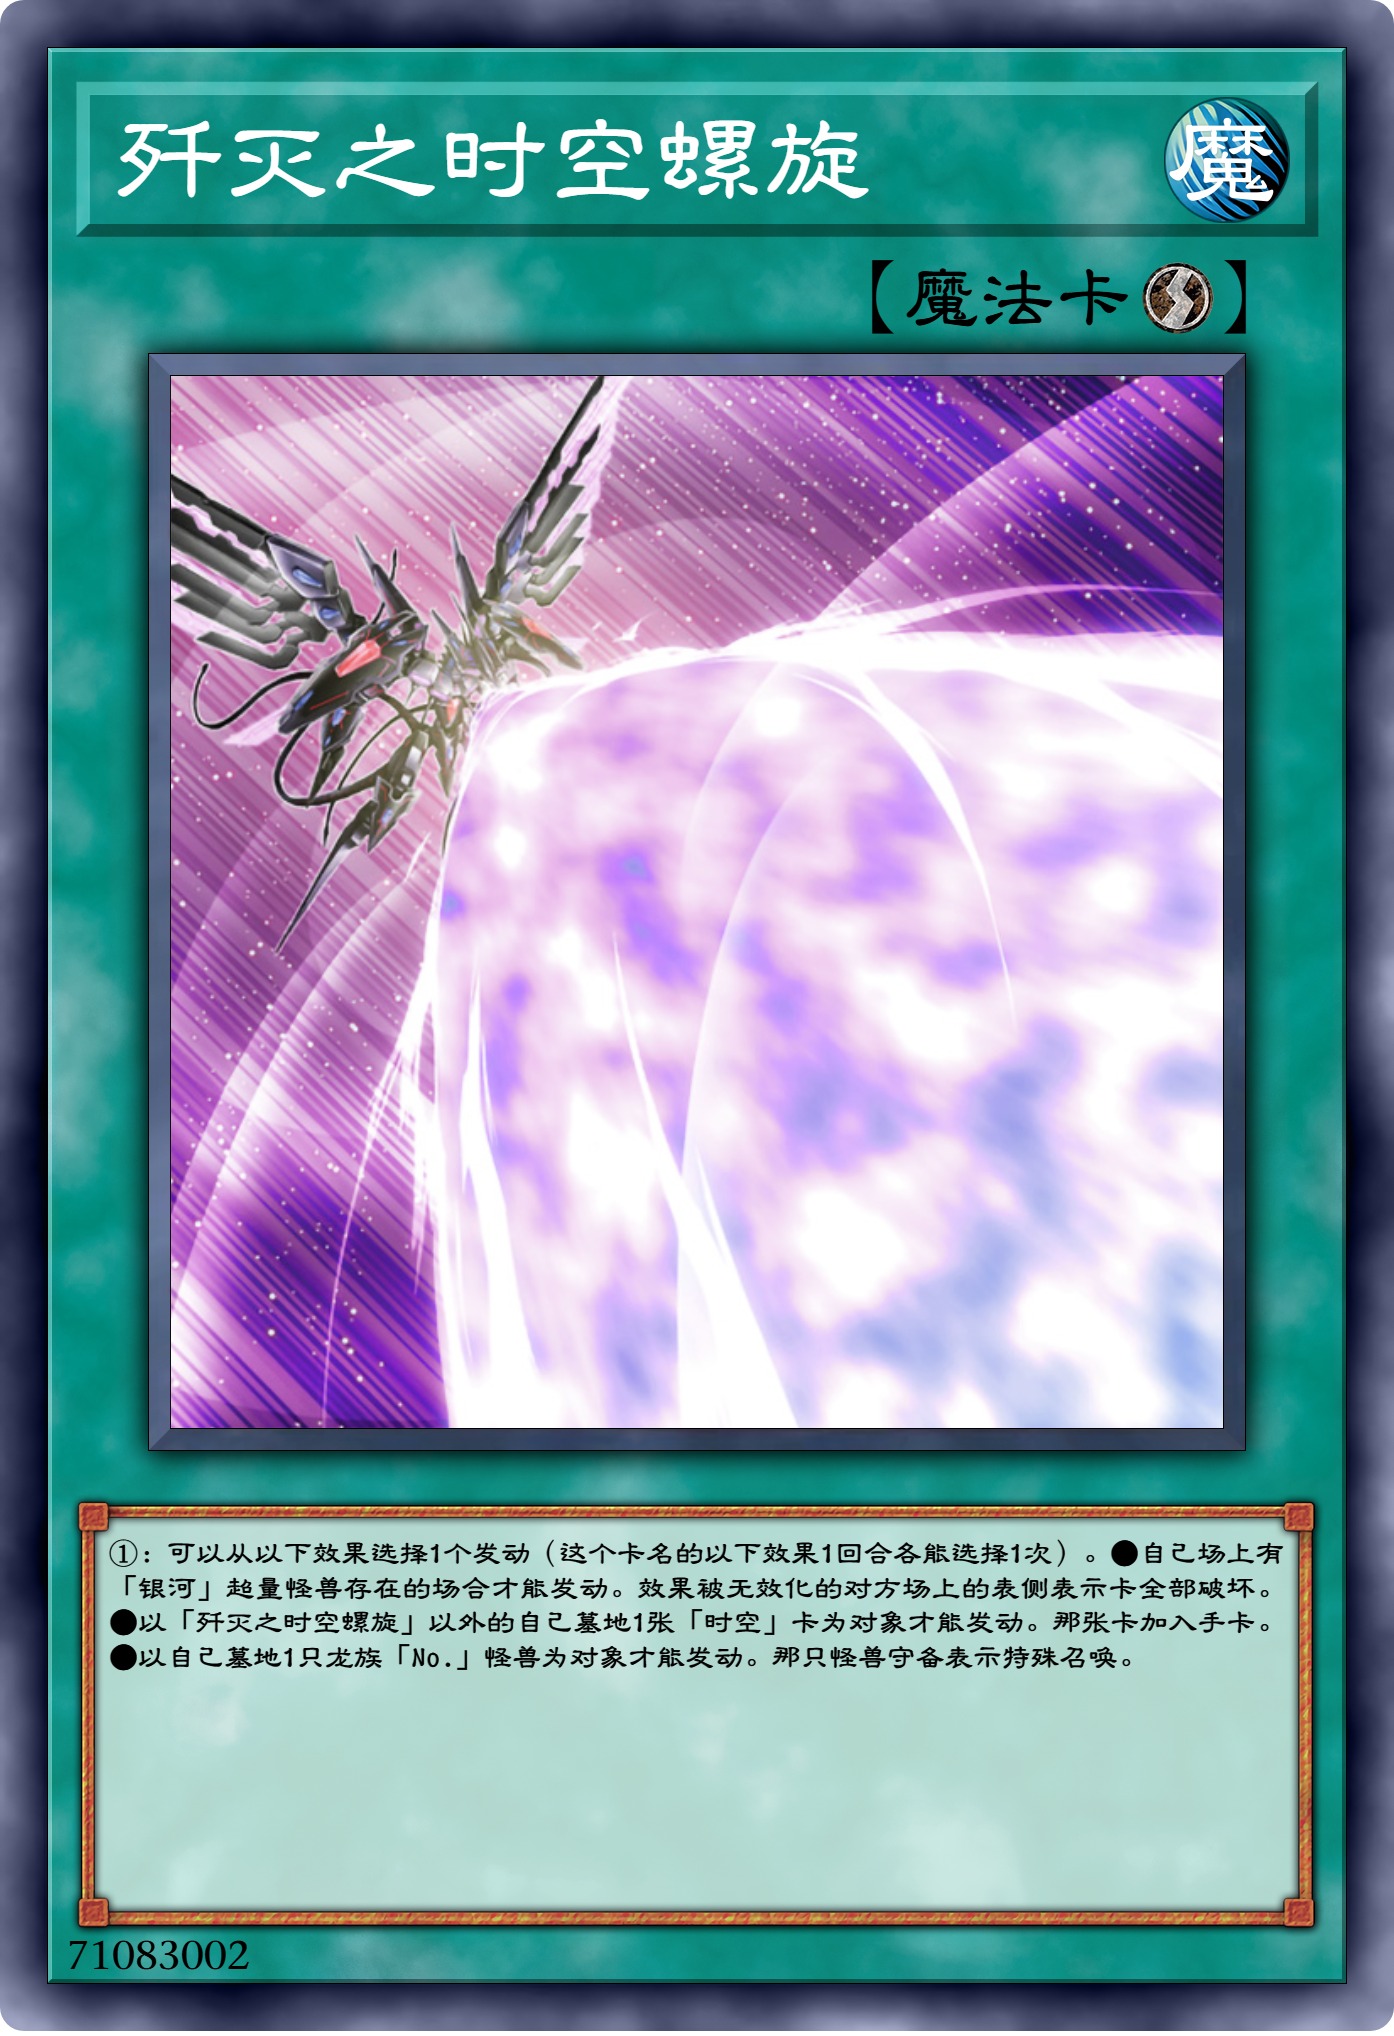 歼灭之时空螺旋
魔
【魔法卡】
①：可以从以下效果选择1个发动（这个卡名的以下效果1回合各能选择1次）。●自己场上有
「银河」超量怪兽存在的场合才能发动。效果被无效化的对方场上的表侧表示卡全部破坏。
●以「歼灭之时空螺旋」以外的自己墓地1张「时空」卡为对象才能发动。那张卡加入手卡。
●以自己墓地1只龙族「No.」怪兽为对象才能发动。那只怪兽守备表示特殊召唤。
71083002